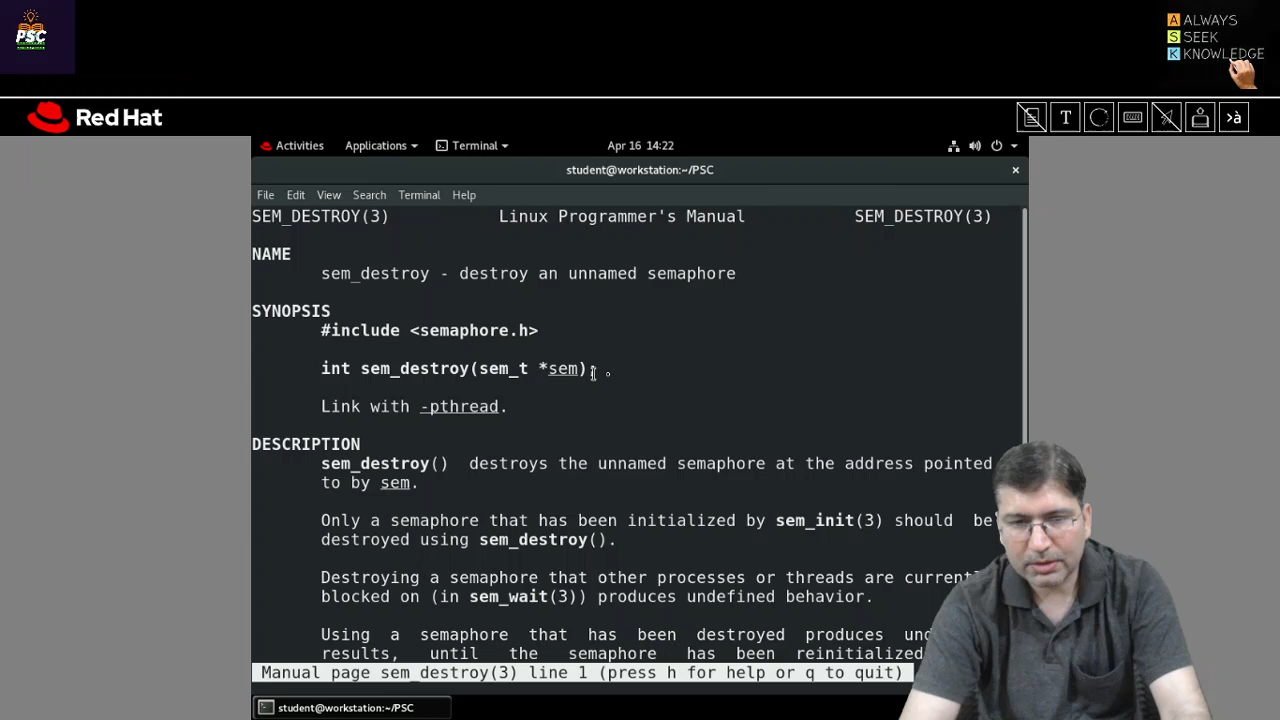 PSC
A ALWAYS
S SEEK
K KNOWLEDGE
Red Hat
T
>à
Activities Applications Terminal Apr 16 14:22
student@workstation:~/PSC ×
File Edit View Search Terminal Help
SEM_DESTROY(3) Linux Programmer's Manual SEM_DESTROY(3)
NAME
sem_destroy - destroy an unnamed semaphore
SYNOPSIS
#include <semaphore.h>
int sem_destroy(sem_t *sem);
Link with -pthread.
DESCRIPTION
sem_destroy() destroys the unnamed semaphore at the address pointed
to by sem.
Only a semaphore that has been initialized by sem_init(3) should be
destroyed using sem_destroy().
Destroying a semaphore that other processes or threads are
blocked on (in sem_wait(3)) produces undefined behavior.
Using a semaphore that has been destroyed produces
results, until the semaphore has been reinitialized
Manual page sem_destroy(3) line 1 (press h for help or q to quit)
student@workstation:~/PSC